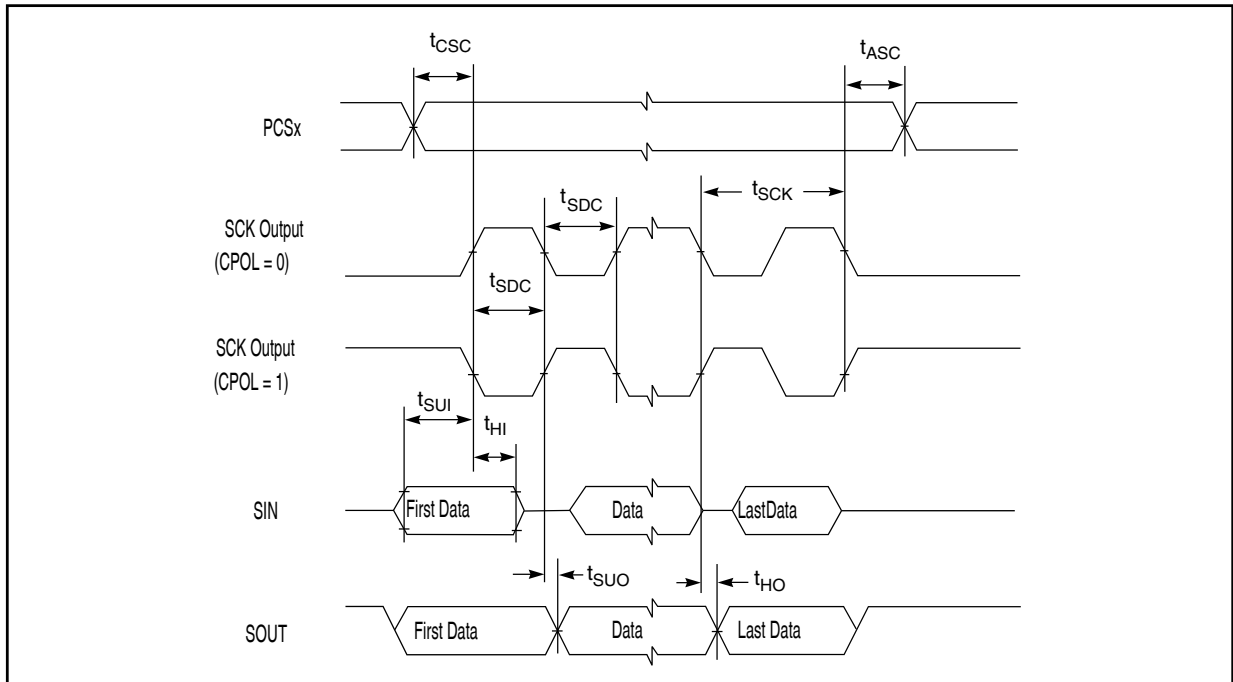 tCSC
tASC
PCSx
tSCK
tSDC
SCK Output
(CPOL = 0)
tSDC
SCK Output
(CPOL = 1)
tSUI
tHI
SIN
First Data
Data
LastData
tSUO
tHO
SOUT
First Data
Data
Last Data